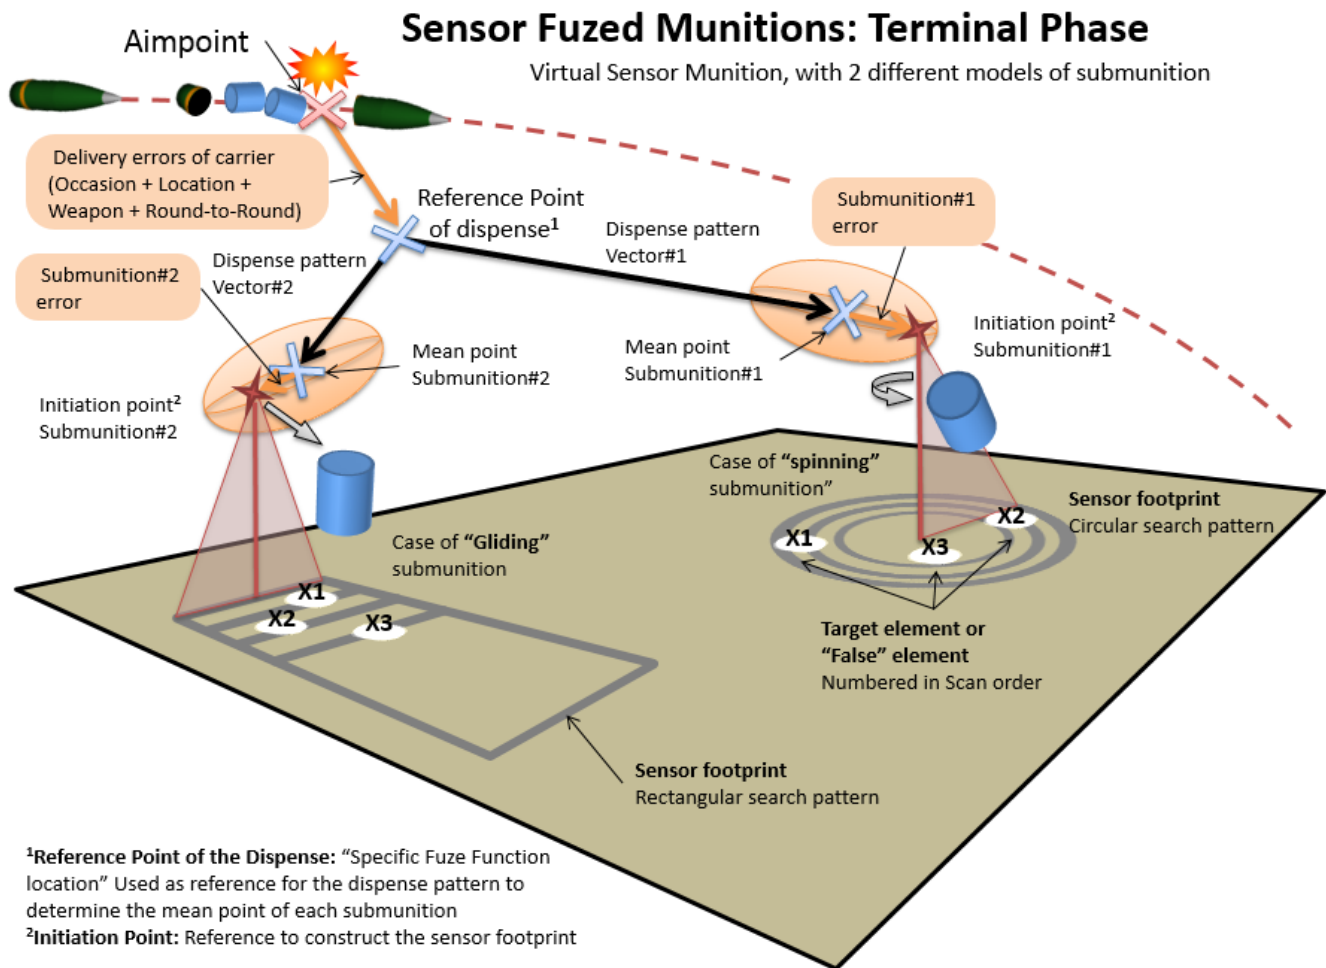 Sensor Fuzed Munitions: Terminal Phase
Virtual Sensor Munition, with 2 different models of submunition
Aimpoint
Delivery errors of carrier
(Occasion + Location +
Weapon + Round-to-Round)
Reference Point
of dispense¹
Dispense pattern
Vector#1
Submunition#1
error
Submunition#2
error
Dispense pattern
Vector#2
Mean point
Submunition#2
Mean point
Submunition#1
Initiation point²
Submunition#1
Initiation point²
Submunition#2
Case of “spinning”
submunition”
Sensor footprint
Circular search pattern
X1
X2
X3
Case of “Gliding”
submunition
X1
X2
X3
Target element or
“False” element
Numbered in Scan order
Sensor footprint
Rectangular search pattern
¹Reference Point of the Dispense: “Specific Fuze Function
location” Used as reference for the dispense pattern to
determine the mean point of each submunition
²Initiation Point: Reference to construct the sensor footprint